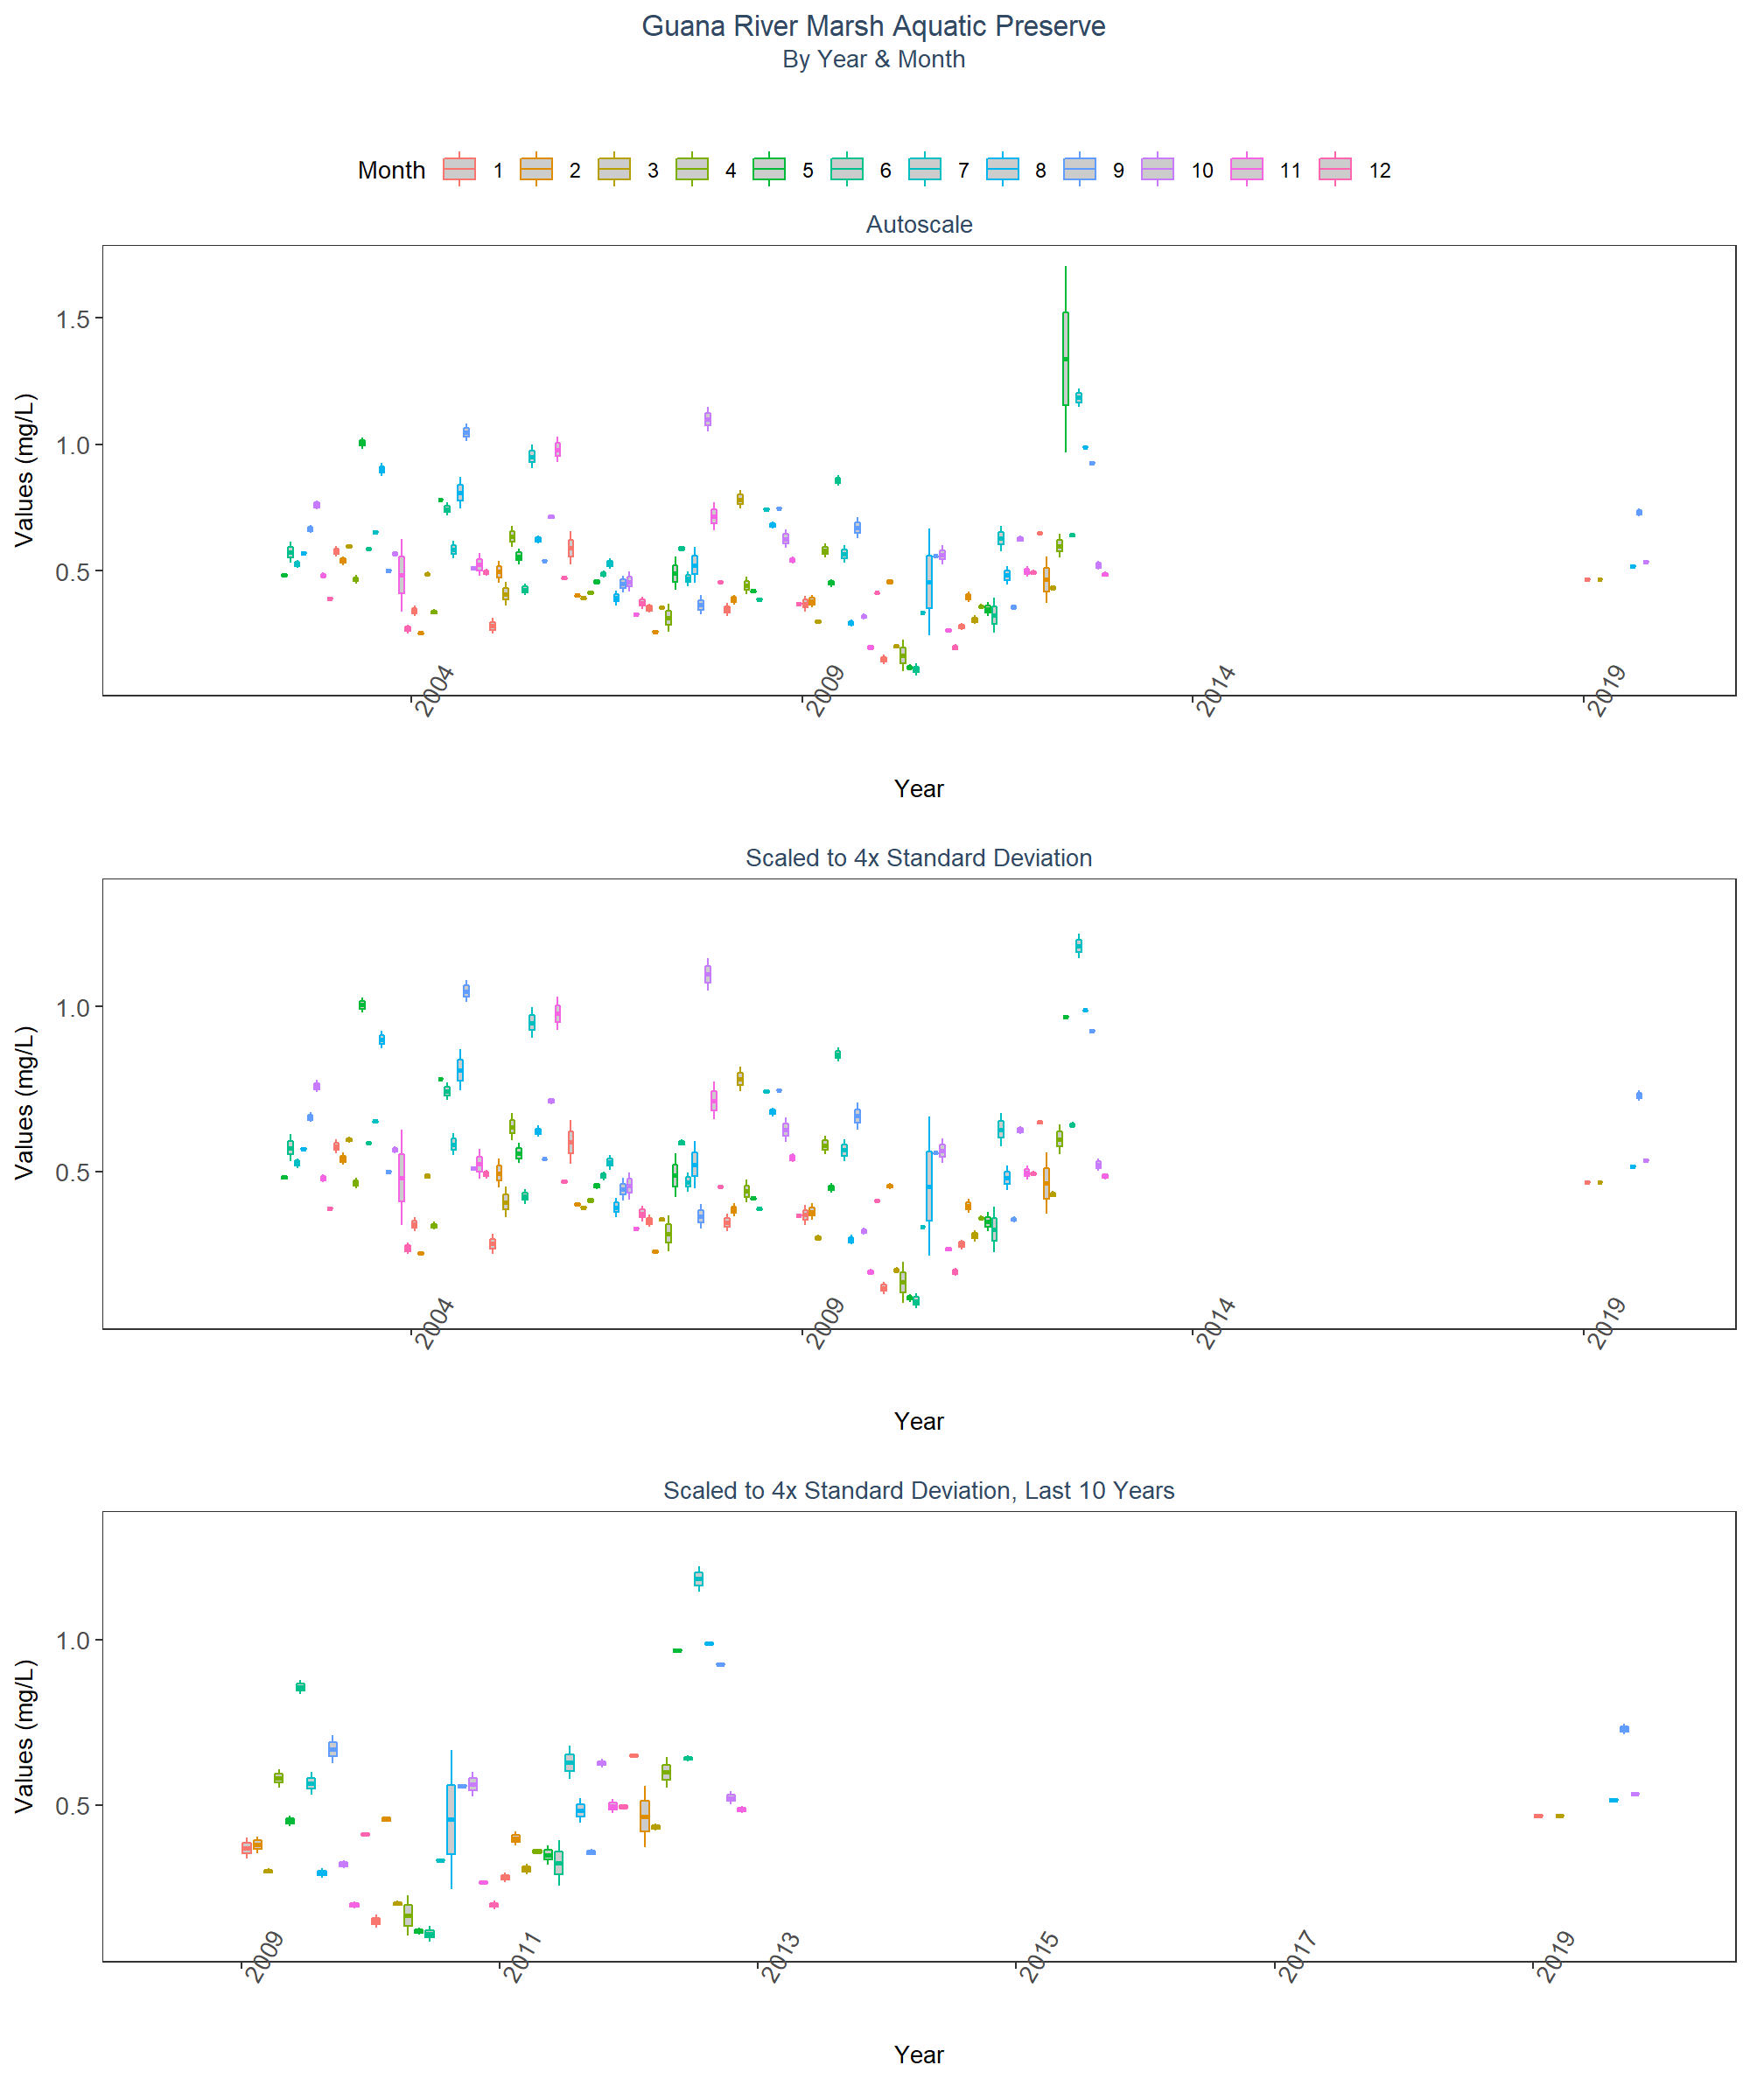 Guana River Marsh Aquatic Preserve
By Year & Month
Month 1 2 3 4 5 6 7 8 9 10 11 12
Autoscale
Values (mg/L)
1.5
1.0
0.5
2004 2009 2014 2019
Year
Scaled to 4x Standard Deviation
Values (mg/L)
1.0
0.5
2004 2009 2014 2019
Year
Scaled to 4x Standard Deviation, Last 10 Years
Values (mg/L)
1.0
0.5
2009 2011 2013 2015 2017 2019
Year